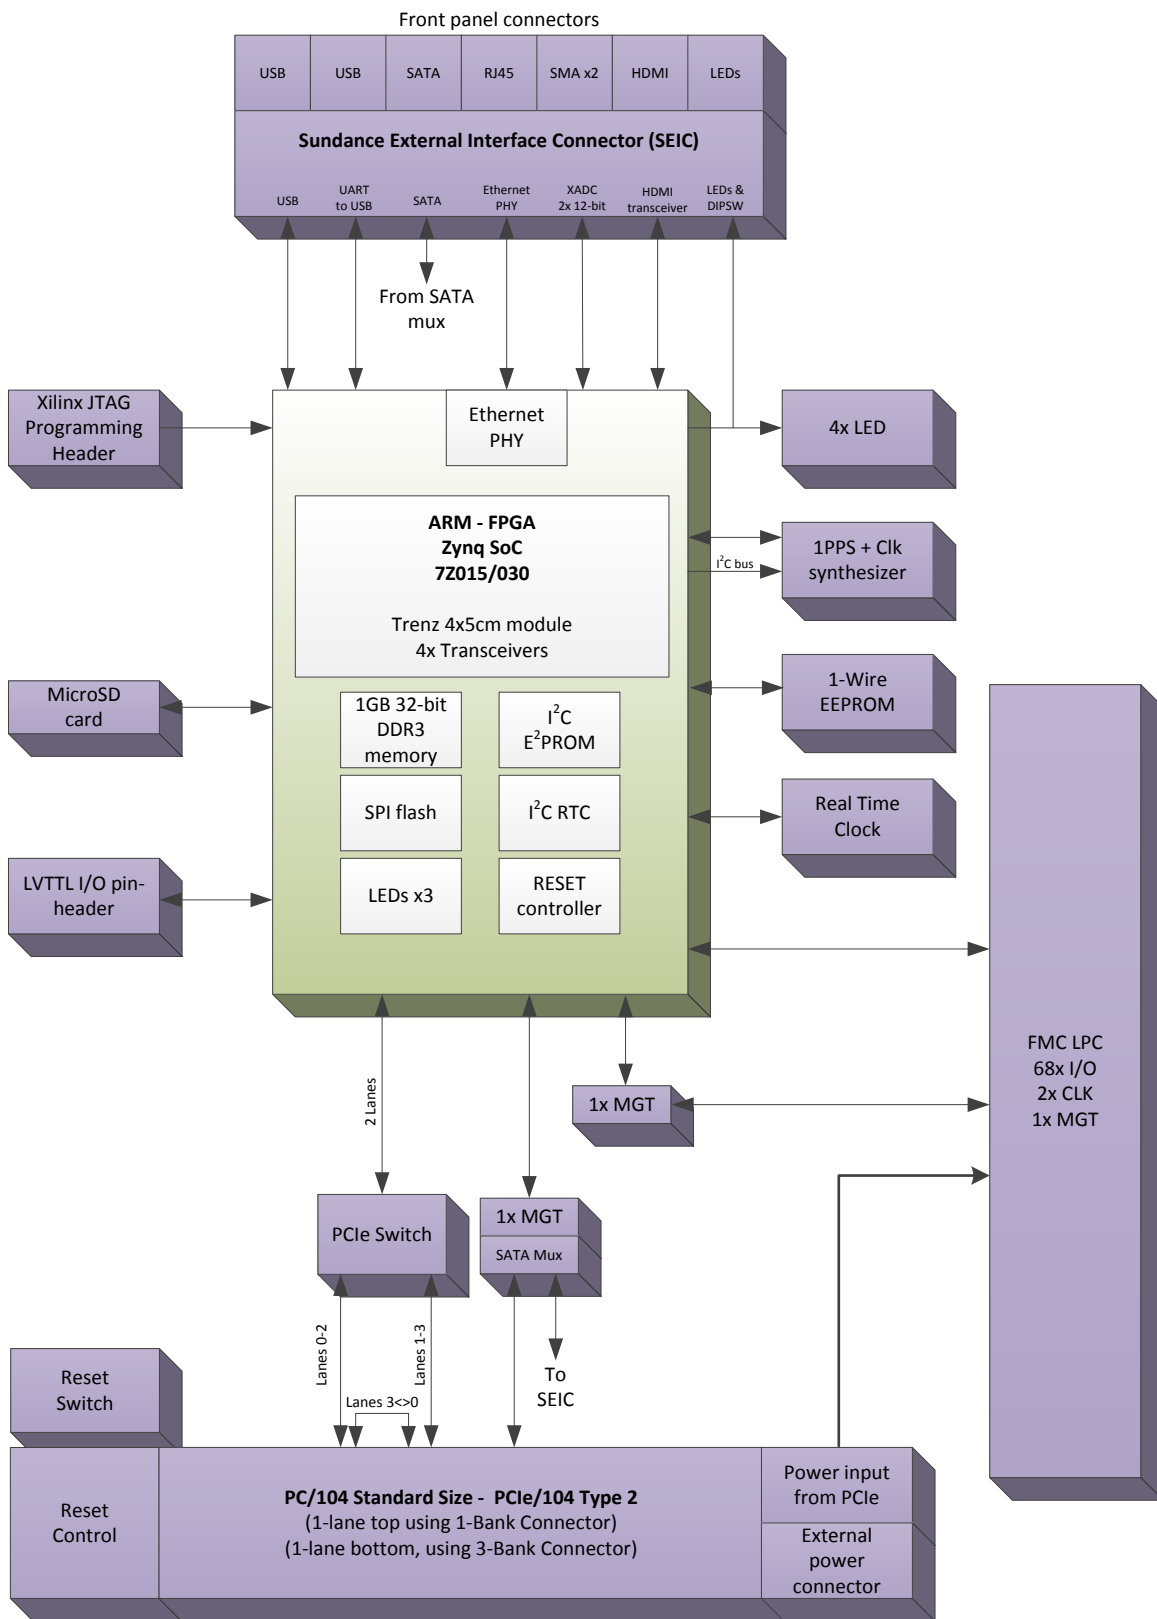 Front panel connectors
USB
USB
SATA
RJ45
SMA x2
HDMI
LEDs
Sundance External Interface Connector (SEIC)
USB
UART
to USB
SATA
Ethernet
PHY
XADC
2x 12-bit
HDMI
transceiver
LEDs &
DIPSW
From SATA
mux
Xilinx JTAG
Programming
Header
Ethernet
PHY
4x LED
ARM - FPGA
Zynq SoC
7Z015/030
Trenz 4x5cm module
4x Transceivers
I²C bus
1PPS + Clk
synthesizer
MicroSD
card
1GB 32-bit
DDR3
memory
I²C
E²PROM
1-Wire
EEPROM
SPI flash
I²C RTC
Real Time
Clock
LVTTL I/O pin-
header
LEDs x3
RESET
controller
FMC LPC
68x I/O
2x CLK
1x MGT
2 Lanes
1x MGT
PCIe Switch
1x MGT
SATA Mux
Lanes 0-2
Lanes 1-3
Lanes 3<>0
To
SEIC
Reset
Switch
Reset
Control
PC/104 Standard Size - PCIe/104 Type 2
(1-lane top using 1-Bank Connector)
(1-lane bottom, using 3-Bank Connector)
Power input
from PCIe
External
power
connector